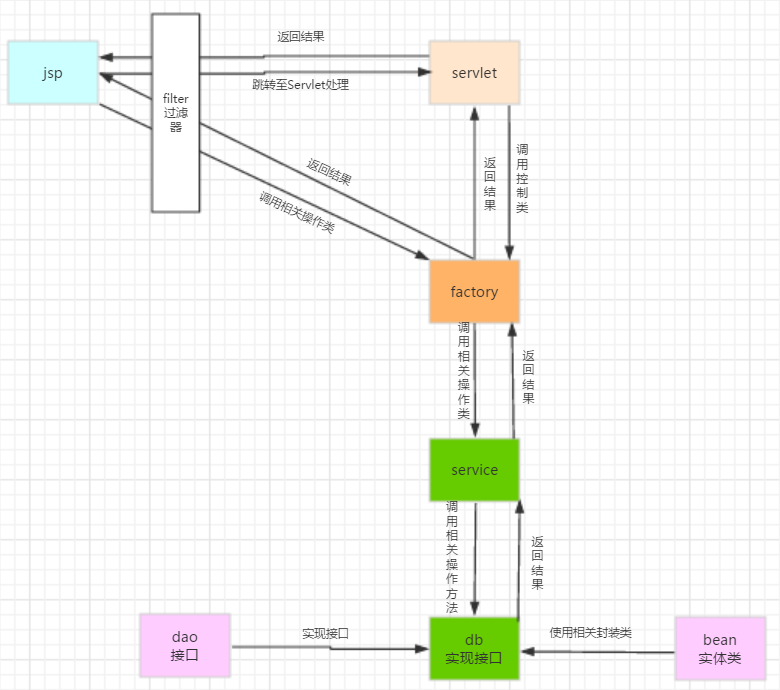 返回结果
jsp
filter
过滤
器
servlet
跳转至Servlet处理
返回结果
调用相关操作类
返回结果
调用控制类
factory
调用相关操作类
返回结果
service
调用相关操作方法
返回结果
dao
接口
实现接口
db
实现接口
使用相关封装类
bean
实体类